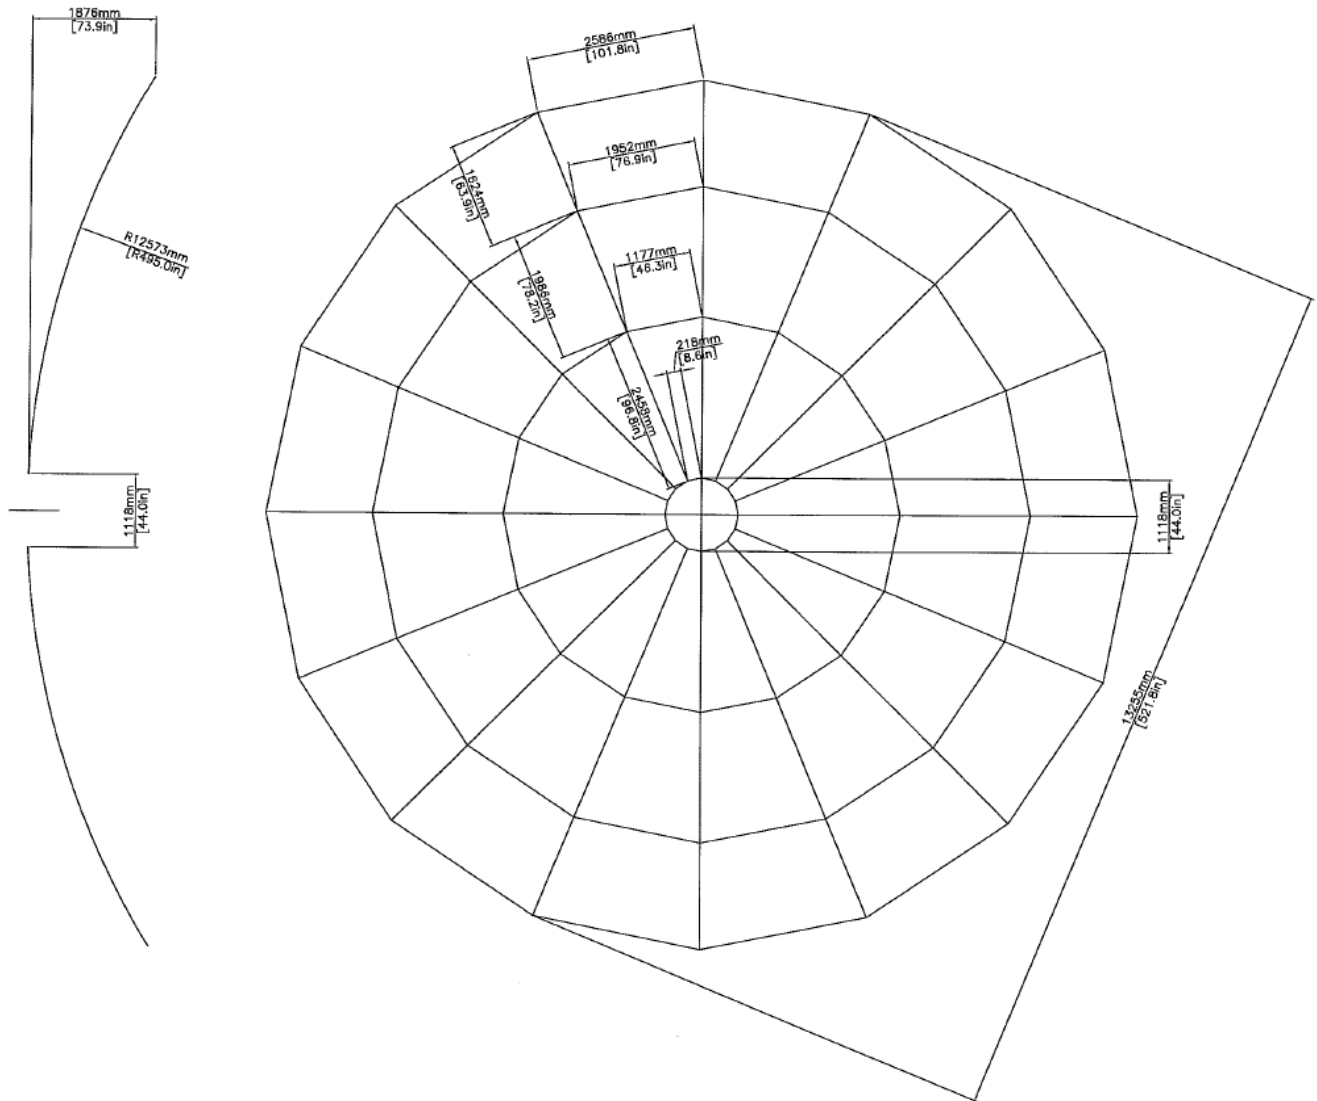 1876mm
[73.9in]
2586mm
[101.8in]
1952mm
[76.9in]
1624mm
[63.9in]
R12573mm
[R495.0in]
1177mm
[46.3in]
1986mm
[78.2in]
218mm
[8.6in]
2458mm
[96.8in]
1118mm
[44.0in]
1118mm
[44.0in]
13255mm
[521.8in]